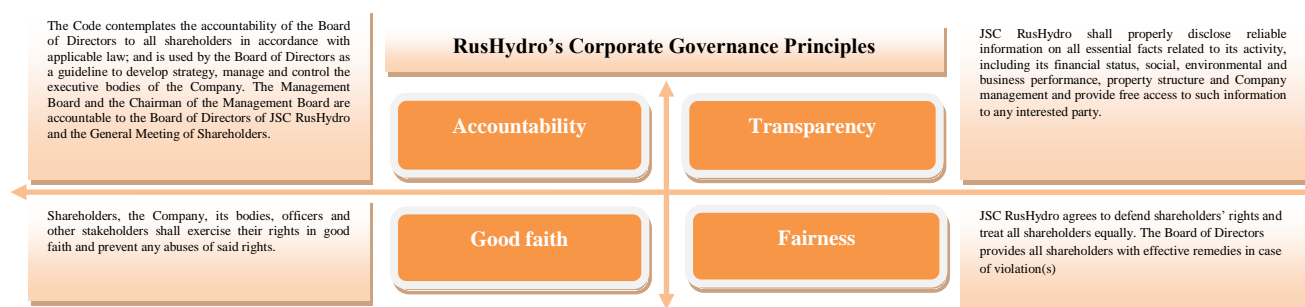 The Code contemplates the accountability of the Board
of Directors to all shareholders in accordance with
applicable law; and is used by the Board of Directors as
a guideline to develop strategy, manage and control the
executive bodies of the Company. The Management
Board and the Chairman of the Management Board are
accountable to the Board of Directors of JSC RusHydro
and the General Meeting of Shareholders.
RusHydro's Corporate Governance Principles
JSC RusHydro shall properly disclose reliable
information on all essential facts related to its activity,
including its financial status, social, environmental and
business performance, property structure and Company
management and provide free access to such information
to any interested party.
Accountability
Transparency
Shareholders, the Company, its bodies, officers and
other stakeholders shall exercise their rights in good
faith and prevent any abuses of said rights.
Good faith
Fairness
JSC RusHydro agrees to defend shareholders' rights and
treat all shareholders equally. The Board of Directors
provides all shareholders with effective remedies in case
of violation(s)